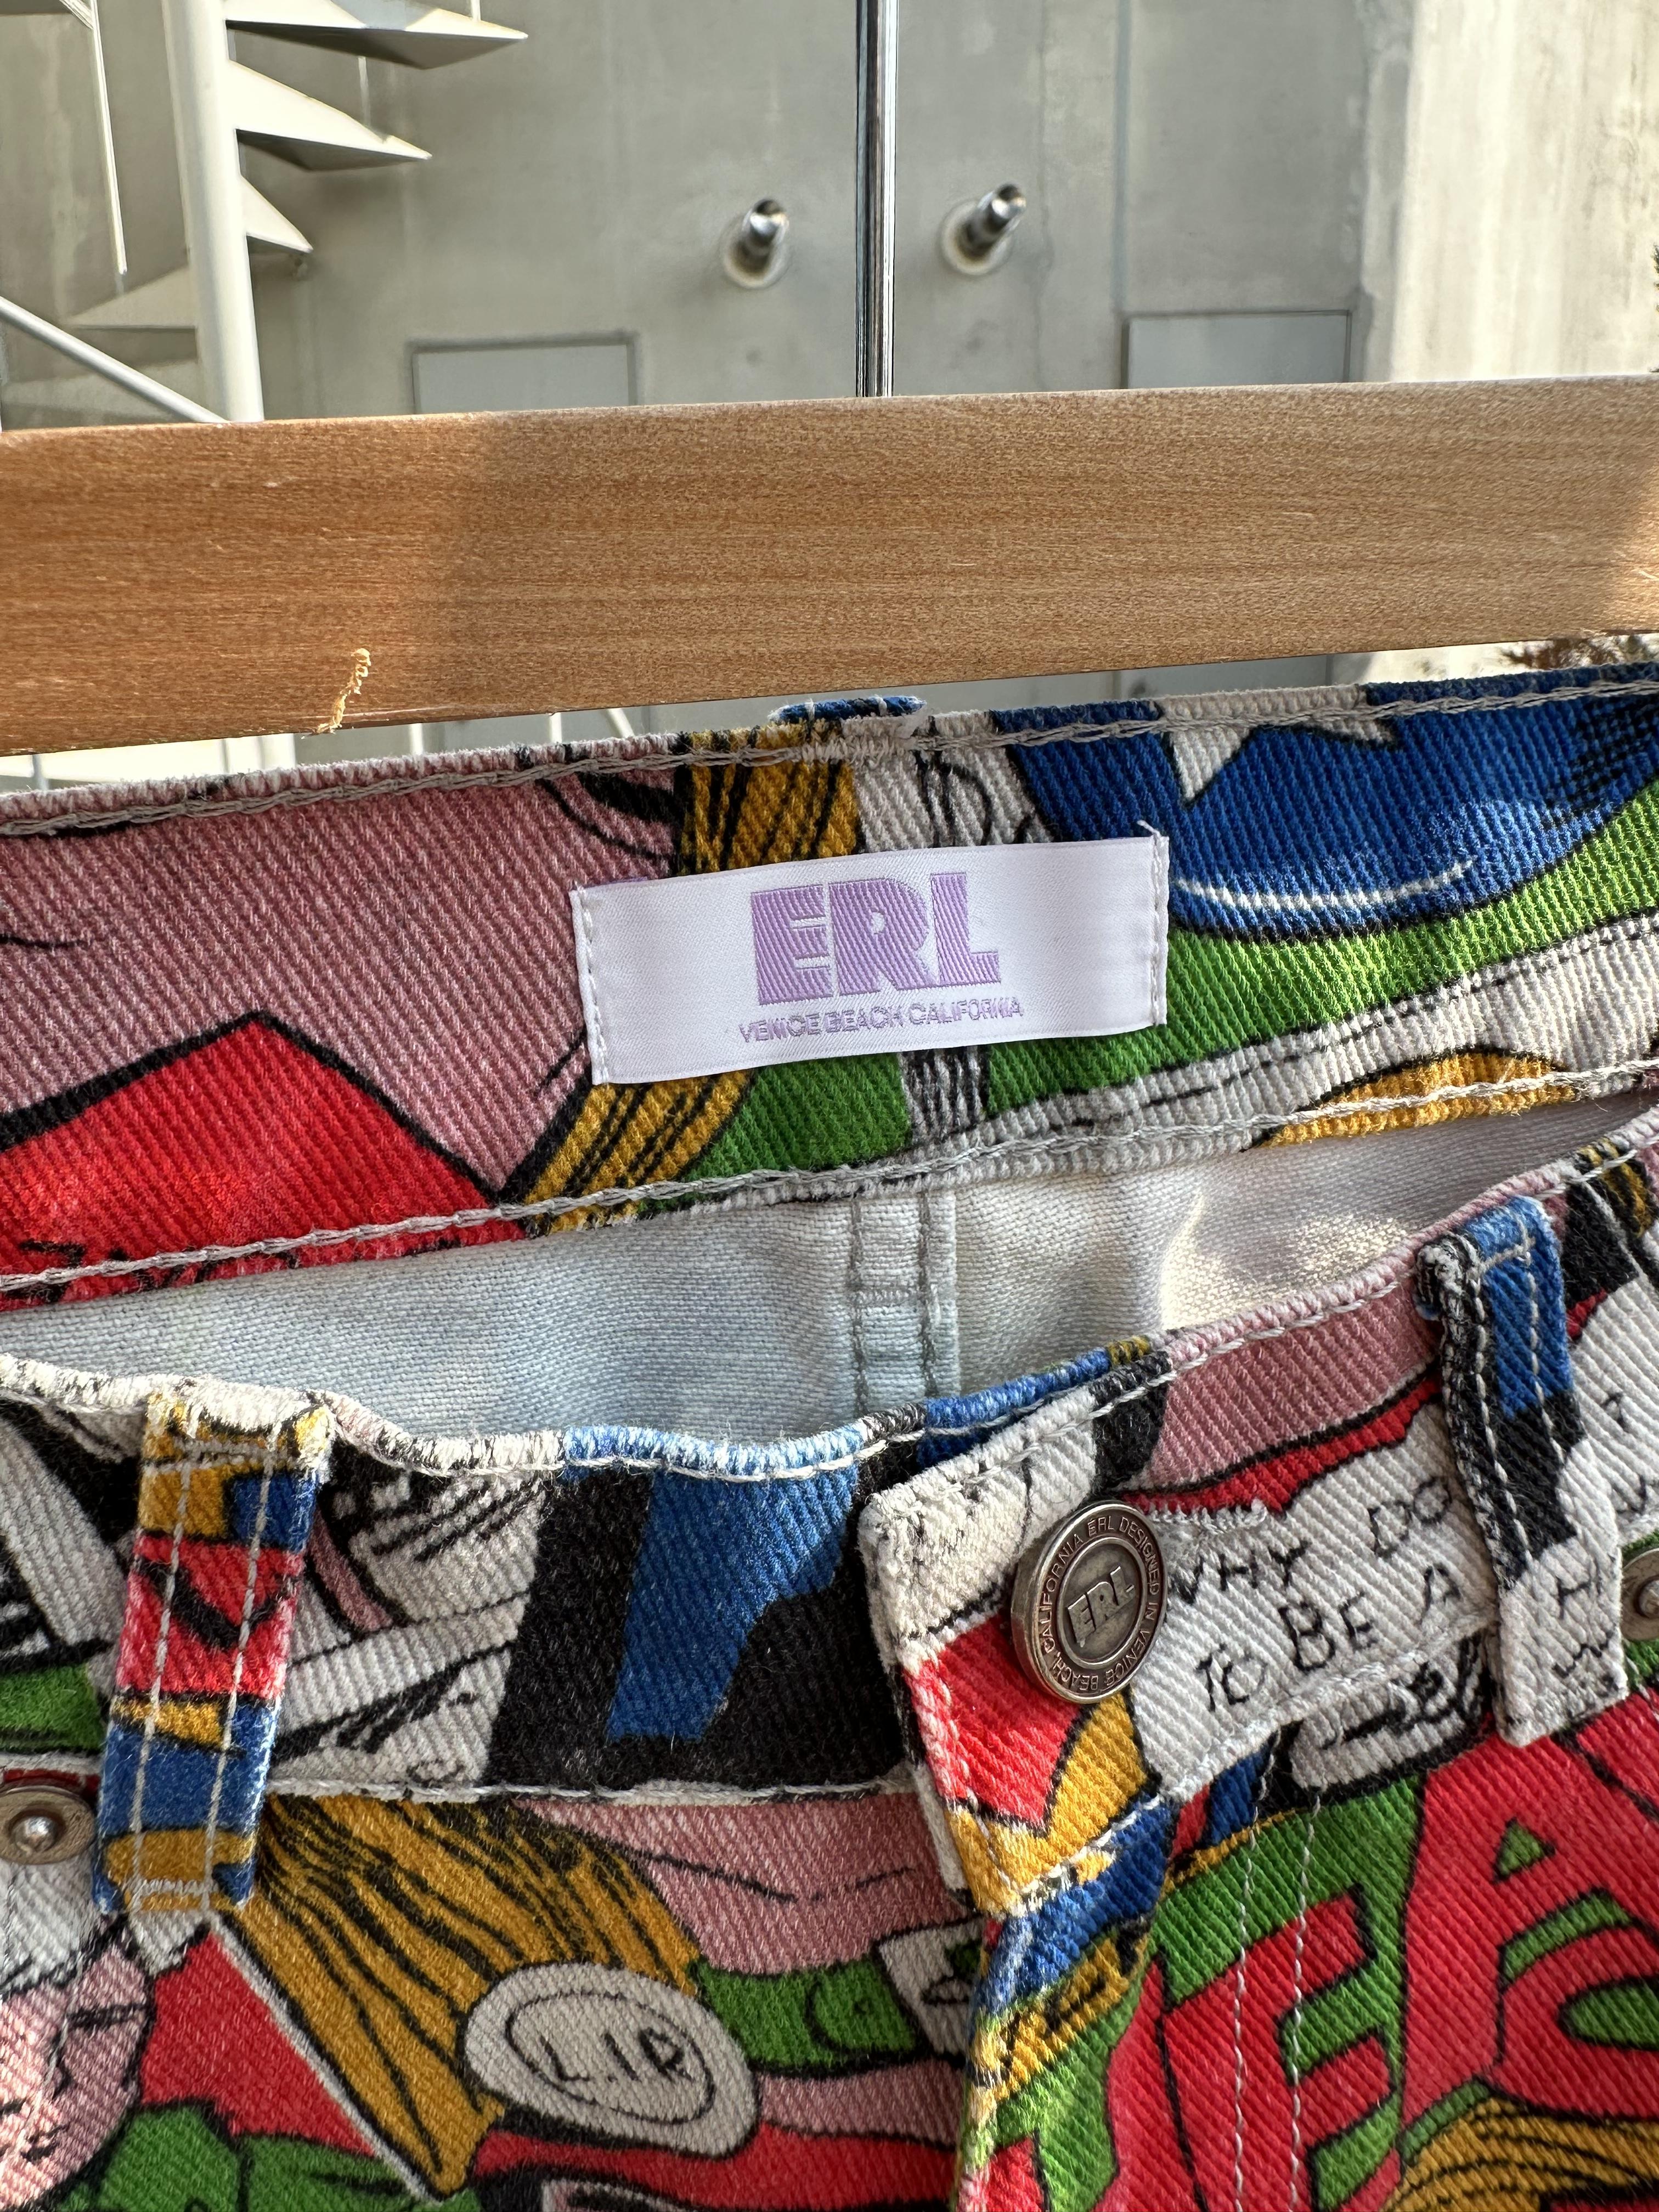 ERL
VENICE BEACH CALIFORNIA
CALIFORNIA ERL DESIGNED IN VENICE BEACH,
ERL
WHY DO
TO BE A
L.I.R